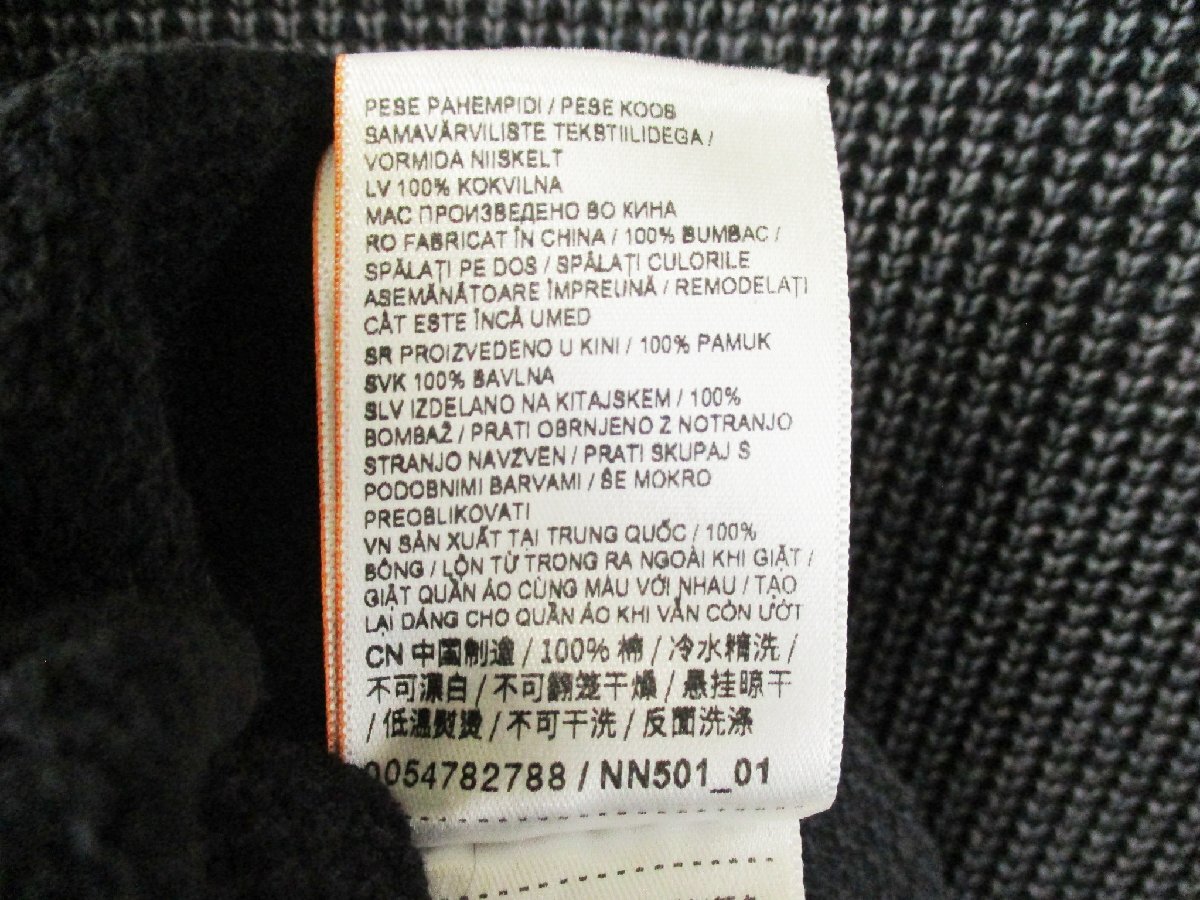 PESE PAHEMPIDI / PESE KOOS
SAMAVÄRVILISTE TEKSTIILIDEGA /
VORMIDA NIISKELT
LV 100% KOKVILNA
MAC ПРОИЗВЕДЕНО ВО КИНА
RO FABRICAT ÎN CHINA / 100% BUMBAC /
SPĂLAȚI PE DOS / SPĂLAȚI CULORILE
ASEMĂNĂTOARE ÎMPREUNĂ / REMODELAȚI
CÂT ESTE ÎNCĂ UMED
SR PROIZVEDENO U KINI / 100% PAMUK
SVK 100% BAVLNA
SLV IZDELANO NA KITAJSKEM / 100%
BOMBAŽ / PRATI OBRNJENO Z NOTRANJO
STRANJO NAVZVEN / PRATI SKUPAJ S
PODOBNIMI BARVAMI / ŠE MOKRO
PREOBLIKOVATI
VN SẢN XUẤT TẠI TRUNG QUỐC / 100%
BÔNG / LỘN TỪ TRONG RA NGOÀI KHI GIẶT /
GIẶT QUẦN ÁO CÙNG MÀU VỚI NHAU / TẠO
LẠI DÁNG CHO QUẦN ÁO KHI VẪN CÒN ƯỚT
CN 中国制造 / 100% 棉 / 冷水精洗 /
不可漂白 / 不可翻笼干燥 / 悬挂晾干
/ 低温熨烫 / 不可干洗 / 反面洗涤
0054782788 / NN501_01